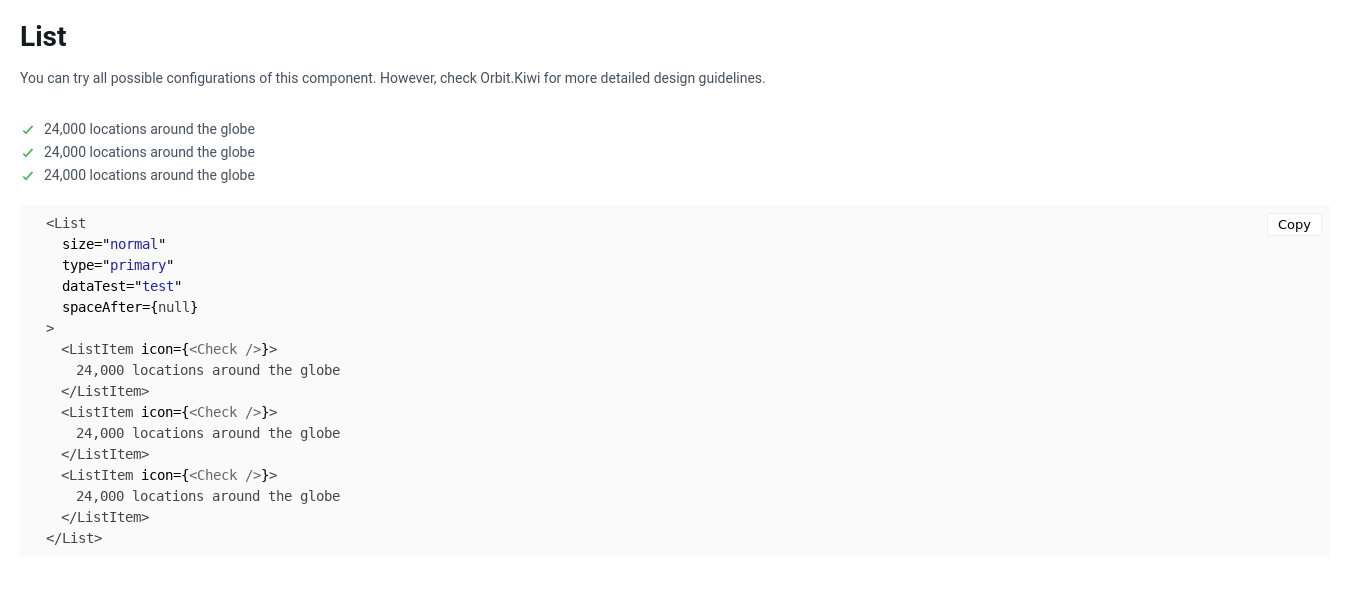 List
You can try all possible configurations of this component. However, check Orbit.Kiwi for more detailed design guidelines.
24,000 locations around the globe
24,000 locations around the globe
24,000 locations around the globe
Copy
<List
  size="normal"
  type="primary"
  dataTest="test"
  spaceAfter={null}
>
  <ListItem icon={<Check />}>
    24,000 locations around the globe
  </ListItem>
  <ListItem icon={<Check />}>
    24,000 locations around the globe
  </ListItem>
  <ListItem icon={<Check />}>
    24,000 locations around the globe
  </ListItem>
</List>